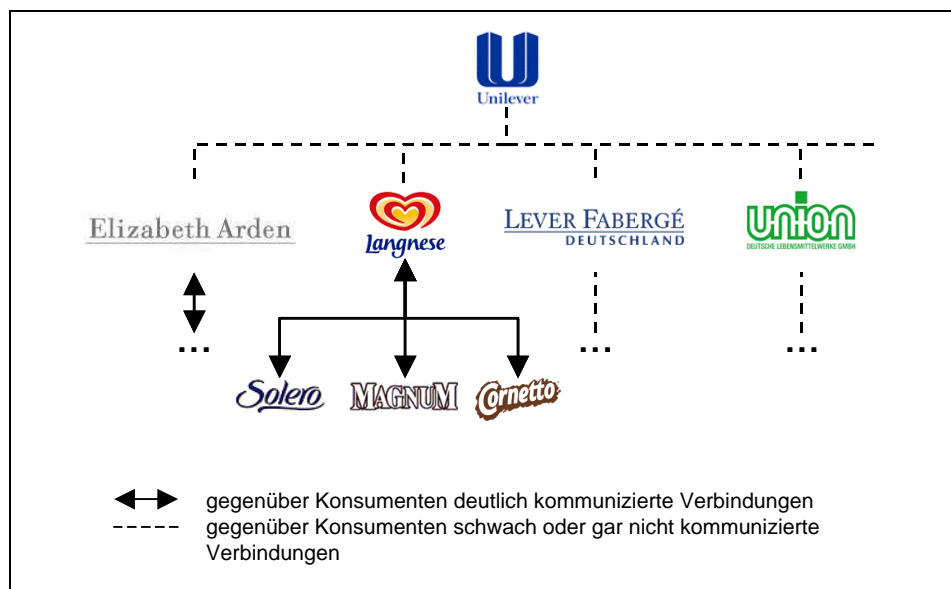 Unilever
Elizabeth Arden
Langnese
LEVER FABERGÉ
DEUTSCHLAND
union
DEUTSCHE LEBENSMITTELWERKE GMBH
...
...
...
Solero
MAGNUM
Cornetto
gegenüber Konsumenten deutlich kommunizierte Verbindungen
gegenüber Konsumenten schwach oder gar nicht kommunizierte
Verbindungen